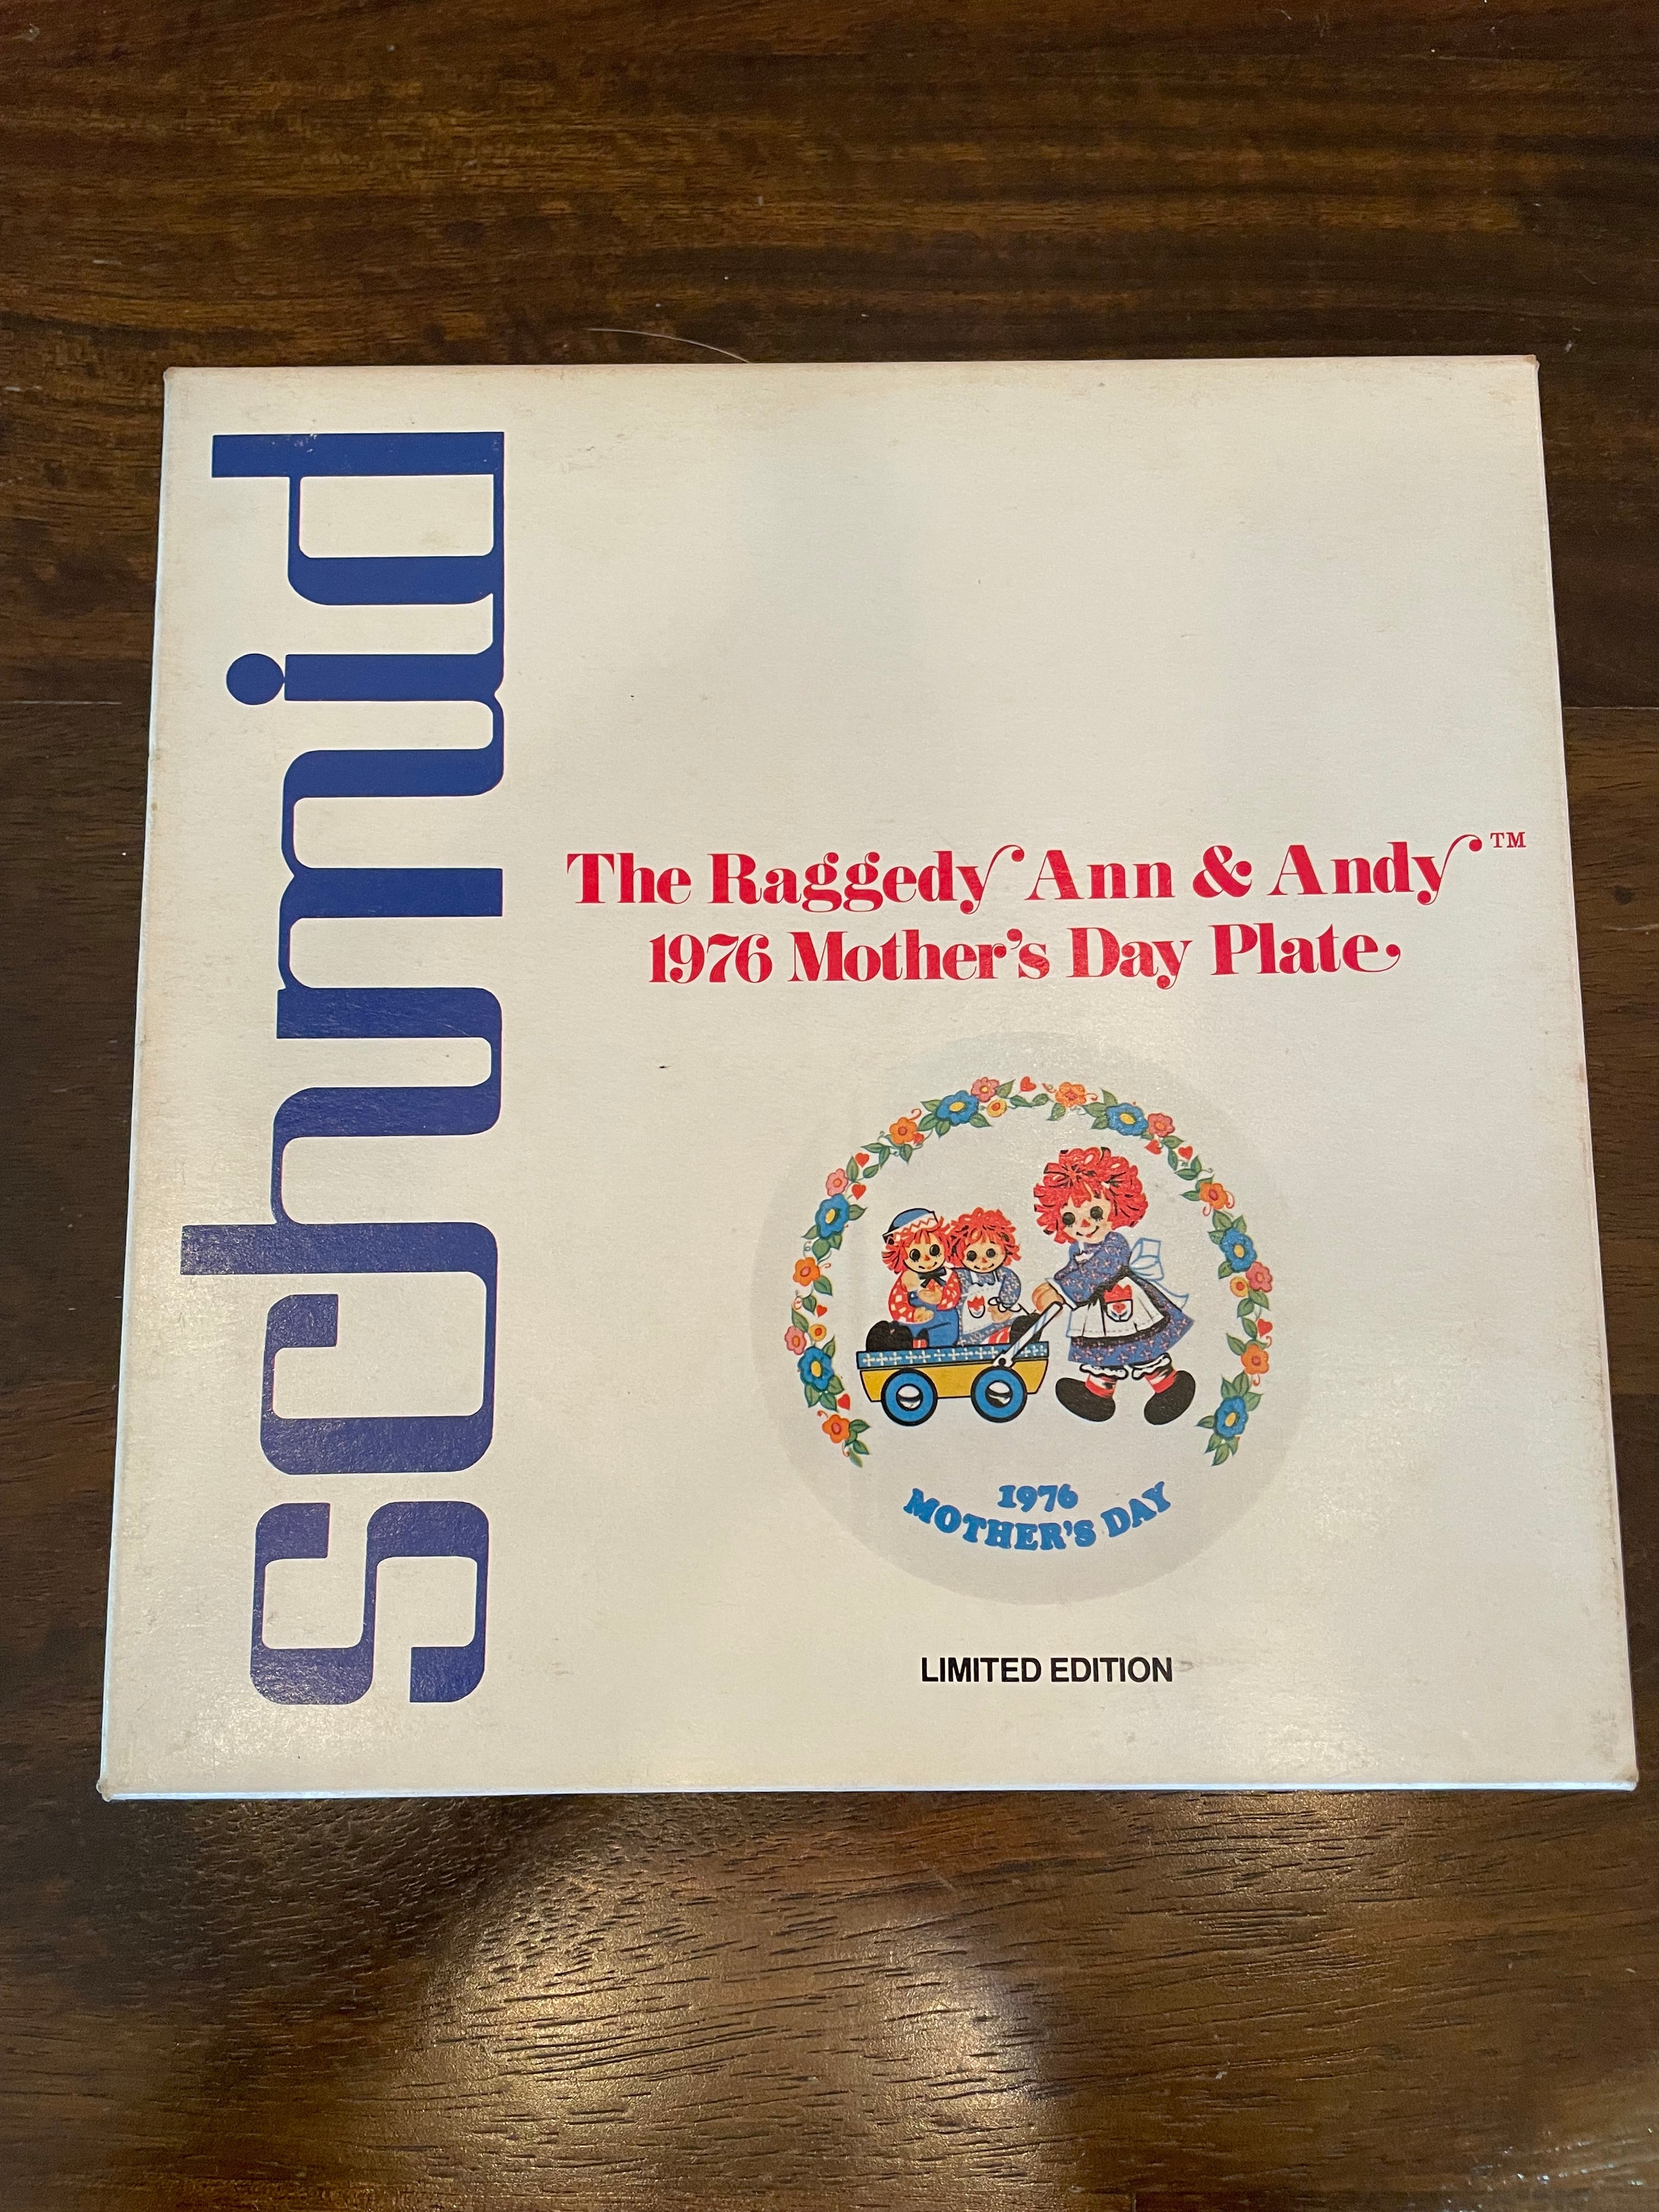 schmid
The Raggedy Ann & Andy™
1976 Mother's Day Plate
1976
MOTHER'S DAY
LIMITED EDITION